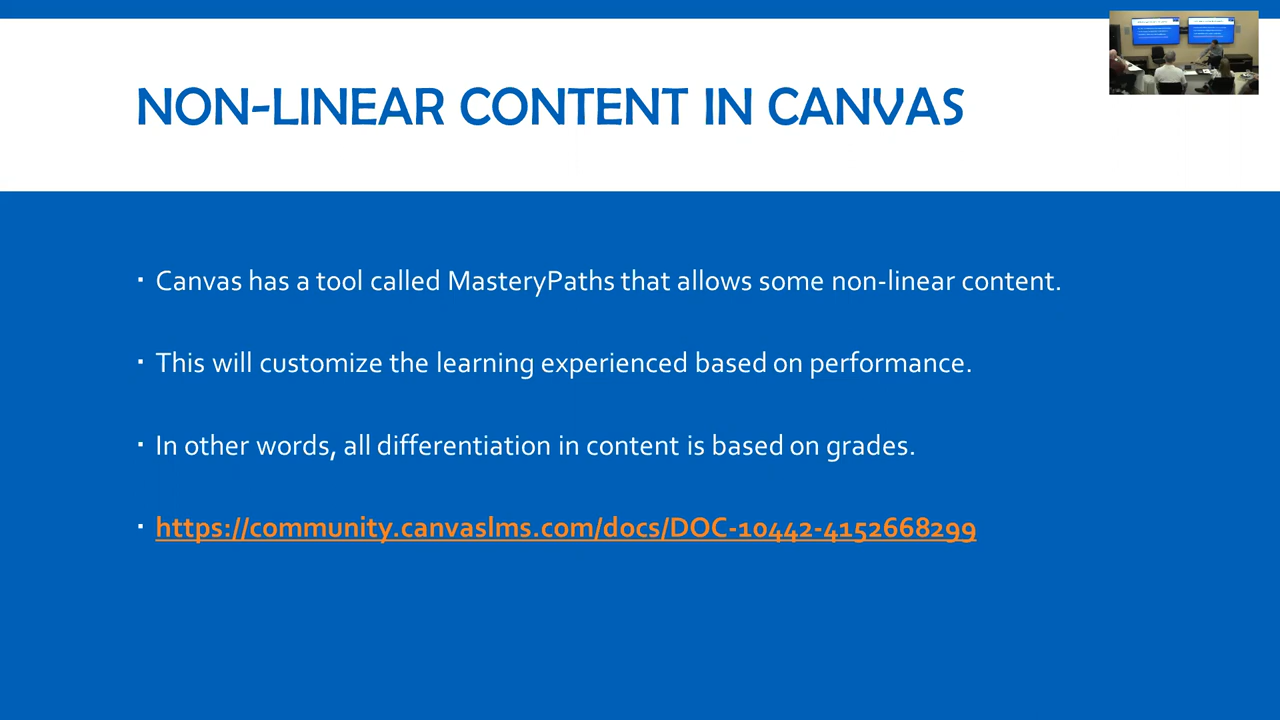 NON-LINEAR CONTENT IN CANVAS
▪ Canvas has a tool called MasteryPaths that allows some non-linear content.
▪ This will customize the learning experienced based on performance.
▪ In other words, all differentiation in content is based on grades.
▪ https://community.canvaslms.com/docs/DOC-10442-4152668299